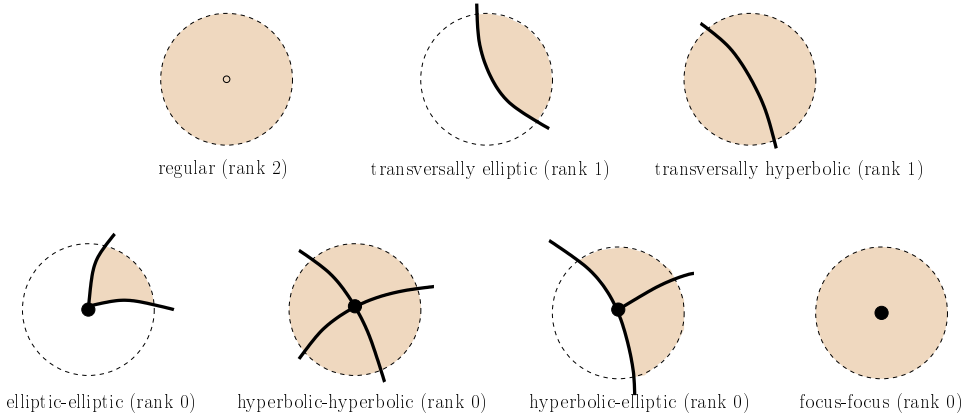 regular (rank 2)
transversally elliptic (rank 1)
transversally hyperbolic (rank 1)
elliptic-elliptic (rank 0)
hyperbolic-hyperbolic (rank 0)
hyperbolic-elliptic (rank 0)
focus-focus (rank 0)